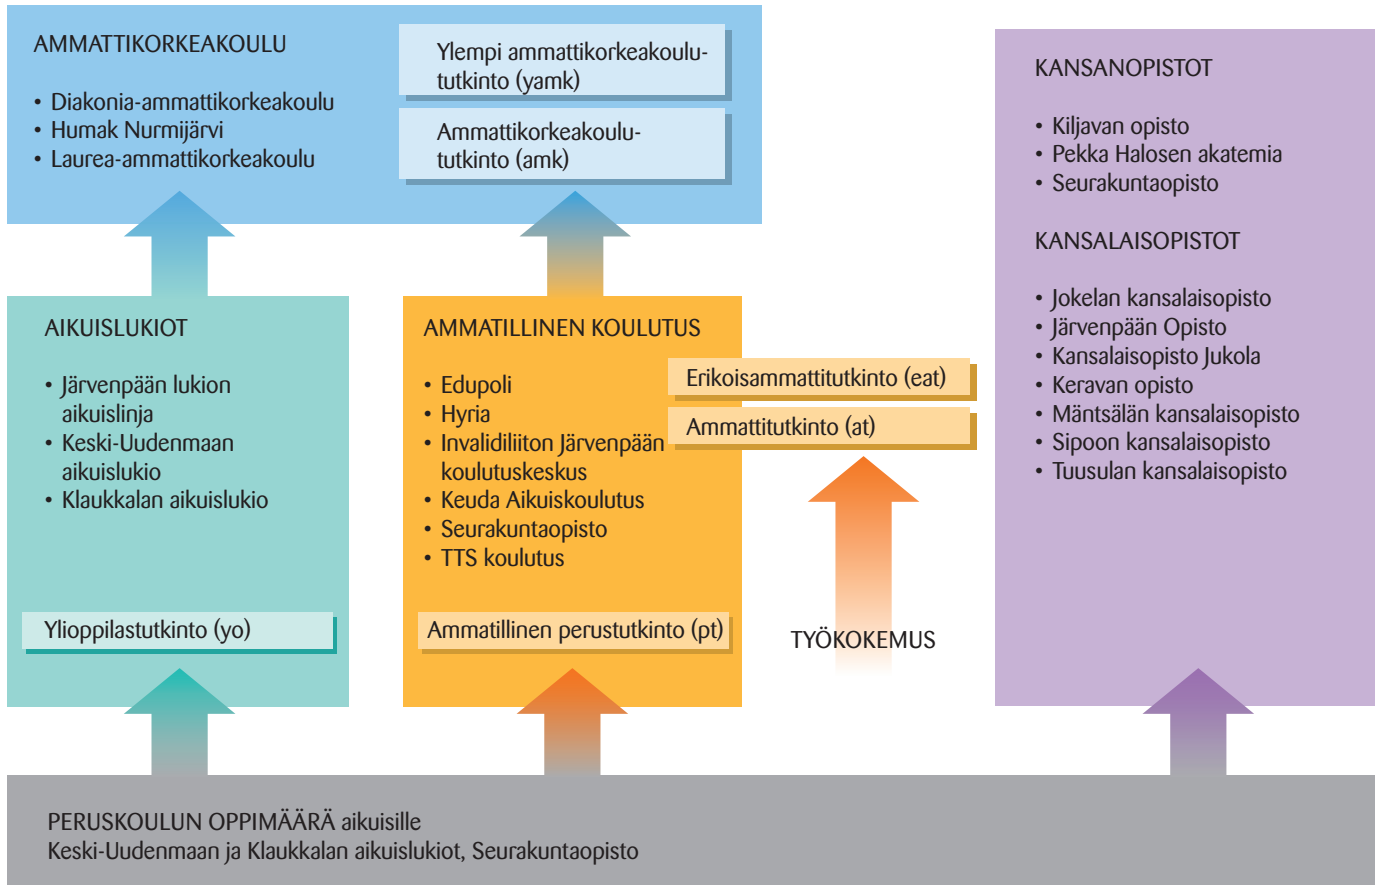 AMMATTIKORKEAKOULU
• Diakonia-ammattikorkeakoulu
• Humak Nurmijärvi
• Laurea-ammattikorkeakoulu
Ylempi ammattikorkeakoulu-
tutkinto (yamk)
Ammattikorkeakoulu-
tutkinto (amk)
KANSANOPISTOT
• Kiljavan opisto
• Pekka Halosen akatemia
• Seurakuntaopisto
KANSALAISOPISTOT
• Jokelan kansalaisopisto
• Järvenpään Opisto
• Kansalaisopisto Jukola
• Keravan opisto
• Mäntsälän kansalaisopisto
• Sipoon kansalaisopisto
• Tuusulan kansalaisopisto
AIKUISLUKIOT
• Järvenpään lukion
aikuislinja
• Keski-Uudenmaan
aikuislukio
• Klaukkalan aikuislukio
Ylioppilastutkinto (yo)
AMMATILLINEN KOULUTUS
• Edupoli
• Hyria
• Invalidiliiton Järvenpään
koulutuskeskus
• Keuda Aikuiskoulutus
• Seurakuntaopisto
• TTS koulutus
Ammatillinen perustutkinto (pt)
Erikoisammattitutkinto (eat)
Ammattitutkinto (at)
TYÖKOKEMUS
PERUSKOULUN OPPIMÄÄRÄ aikuisille
Keski-Uudenmaan ja Klaukkalan aikuislukiot, Seurakuntaopisto